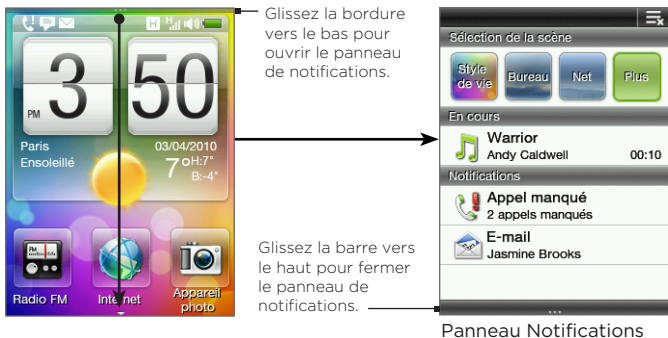 Glissez la bordure
vers le bas pour
ouvrir le panneau
de notifications.
H
H
3
50
PM
Paris
03/04/2010
Ensoleillé
7°
H:7°
B:-4°
Radio FM
Internet
Appareil
photo
Glissez la barre vers
le haut pour fermer
le panneau de
notifications.
Sélection de la scène
Style
de vie
Bureau
Net
Plus
En cours
Warrior
Andy Caldwell
00:10
Notifications
Appel manqué
2 appels manqués
E-mail
Jasmine Brooks
Panneau Notifications